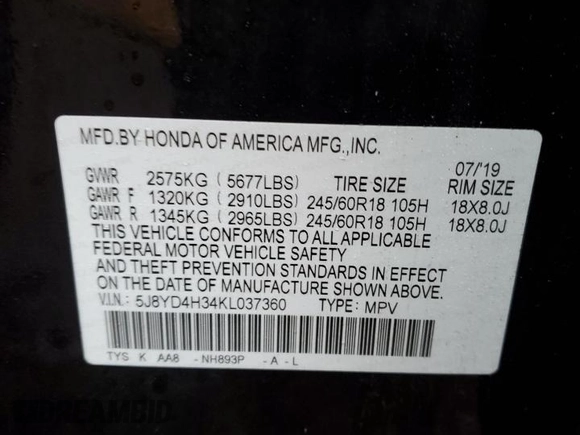 MFD.BY HONDA OF AMERICA MFG.,INC.
07/'19
GVWR 2575KG (5677LBS) TIRE SIZE RIM SIZE
GAWR F 1320KG (2910LBS) 245/60R18 105H 18X8.0J
GAWR R 1345KG (2965LBS) 245/60R18 105H 18X8.0J
THIS VEHICLE CONFORMS TO ALL APPLICABLE
FEDERAL MOTOR VEHICLE SAFETY
AND THEFT PREVENTION STANDARDS IN EFFECT
ON THE DATE OF MANUFACTURE SHOWN ABOVE.
V.I.N.: 5J8YD4H34KL037360 TYPE: MPV
TYS K AA8 -NH893P -A-L
DREAMBID